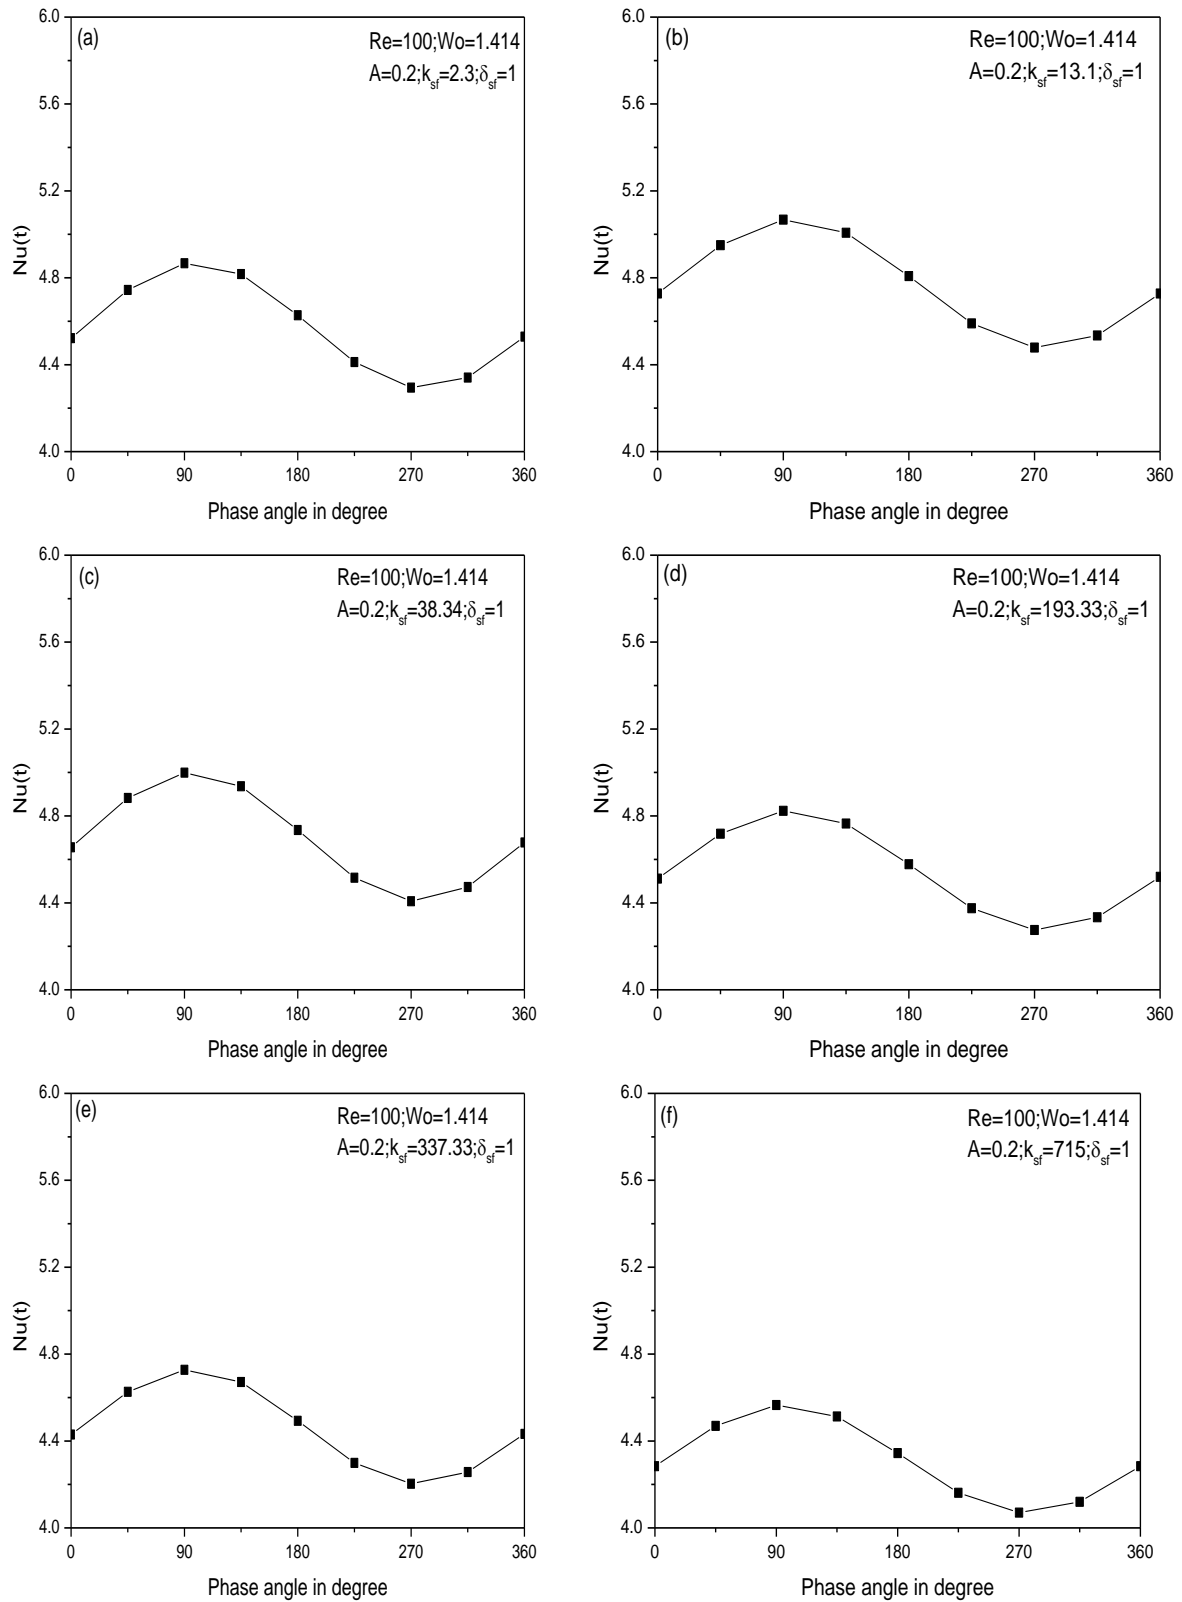 (a)
Re=100;Wo=1.414
A=0.2;k_sf=2.3;δ_sf=1
6.0
5.6
5.2
4.8
4.4
4.0
Nu(t)
0 90 180 270 360
Phase angle in degree
(b)
Re=100;Wo=1.414
A=0.2;k_sf=13.1;δ_sf=1
6.0
5.6
5.2
4.8
4.4
4.0
Nu(t)
0 90 180 270 360
Phase angle in degree
(c)
Re=100;Wo=1.414
A=0.2;k_sf=38.34;δ_sf=1
6.0
5.6
5.2
4.8
4.4
4.0
Nu(t)
0 90 180 270 360
Phase angle in degree
(d)
Re=100;Wo=1.414
A=0.2;k_sf=193.33;δ_sf=1
6.0
5.6
5.2
4.8
4.4
4.0
Nu(t)
0 90 180 270 360
Phase angle in degree
(e)
Re=100;Wo=1.414
A=0.2;k_sf=337.33;δ_sf=1
6.0
5.6
5.2
4.8
4.4
4.0
Nu(t)
0 90 180 270 360
Phase angle in degree
(f)
Re=100;Wo=1.414
A=0.2;k_sf=715;δ_sf=1
6.0
5.6
5.2
4.8
4.4
4.0
Nu(t)
0 90 180 270 360
Phase angle in degree